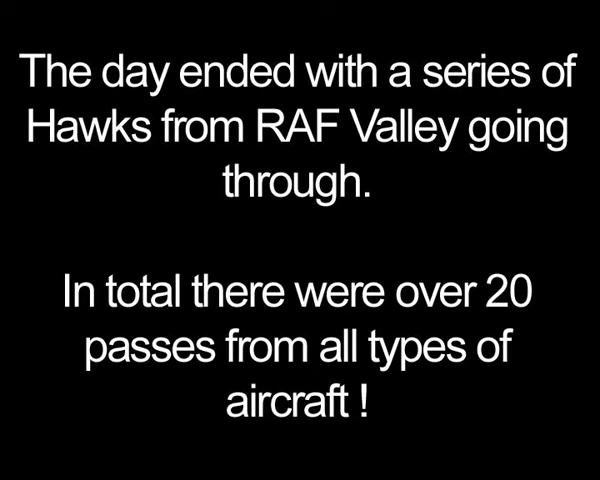 The day ended with a series of
Hawks from RAF Valley going
through.
In total there were over 20
passes from all types of
aircraft !